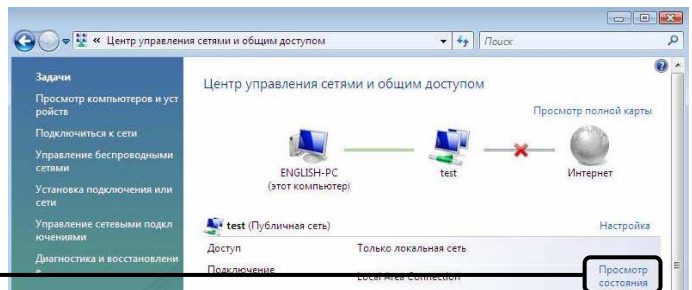 « Центр управления сетями и общим доступом
Поиск
Задачи
Просмотр компьютеров и уст
ройств
Подключиться к сети
Управление беспроводными
сетями
Установка подключения или
сети
Управление сетевыми подкл
ючениями
Диагностика и восстановлени
е
Центр управления сетями и общим доступом
Просмотр полной карты
ENGLISH-PC
(этот компьютер)
test
Интернет
test (Публичная сеть)
Настройка
Доступ
Только локальная сеть
Подключение
Local Area Connection
Просмотр
состояния